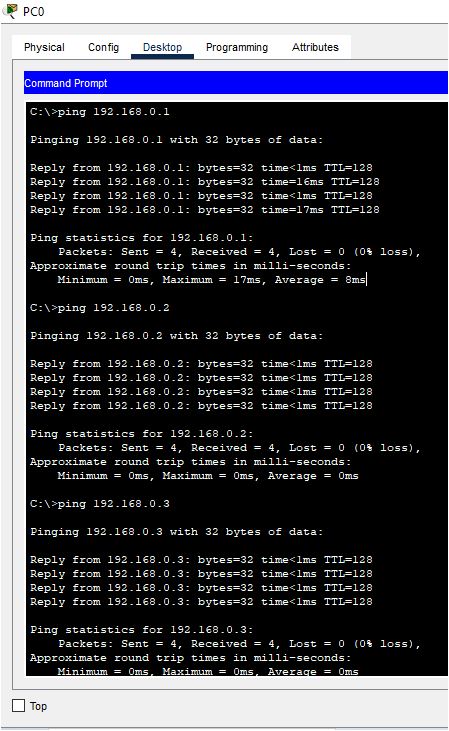 PC0
Physical Config Desktop Programming Attributes
Command Prompt
C:\>ping 192.168.0.1
Pinging 192.168.0.1 with 32 bytes of data:
Reply from 192.168.0.1: bytes=32 time<1ms TTL=128
Reply from 192.168.0.1: bytes=32 time=16ms TTL=128
Reply from 192.168.0.1: bytes=32 time<1ms TTL=128
Reply from 192.168.0.1: bytes=32 time=17ms TTL=128
Ping statistics for 192.168.0.1:
Packets: Sent = 4, Received = 4, Lost = 0 (0% loss),
Approximate round trip times in milli-seconds:
Minimum = 0ms, Maximum = 17ms, Average = 8ms
C:\>ping 192.168.0.2
Pinging 192.168.0.2 with 32 bytes of data:
Reply from 192.168.0.2: bytes=32 time<1ms TTL=128
Reply from 192.168.0.2: bytes=32 time<1ms TTL=128
Reply from 192.168.0.2: bytes=32 time<1ms TTL=128
Reply from 192.168.0.2: bytes=32 time<1ms TTL=128
Ping statistics for 192.168.0.2:
Packets: Sent = 4, Received = 4, Lost = 0 (0% loss),
Approximate round trip times in milli-seconds:
Minimum = 0ms, Maximum = 0ms, Average = 0ms
C:\>ping 192.168.0.3
Pinging 192.168.0.3 with 32 bytes of data:
Reply from 192.168.0.3: bytes=32 time<1ms TTL=128
Reply from 192.168.0.3: bytes=32 time<1ms TTL=128
Reply from 192.168.0.3: bytes=32 time<1ms TTL=128
Reply from 192.168.0.3: bytes=32 time<1ms TTL=128
Ping statistics for 192.168.0.3:
Packets: Sent = 4, Received = 4, Lost = 0 (0% loss),
Approximate round trip times in milli-seconds:
Minimum = 0ms, Maximum = 0ms, Average = 0ms
Top